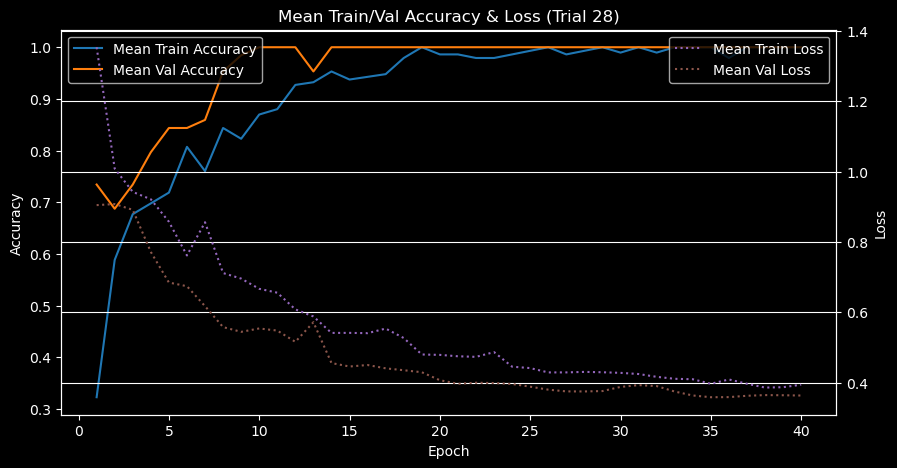 Mean Train/Val Accuracy & Loss (Trial 28)
Mean Train Accuracy
Mean Val Accuracy
Mean Train Loss
Mean Val Loss
1.0
0.9
0.8
0.7
0.6
0.5
0.4
0.3
Accuracy
1.4
1.2
1.0
0.8
0.6
0.4
Loss
0 5 10 15 20 25 30 35 40
Epoch